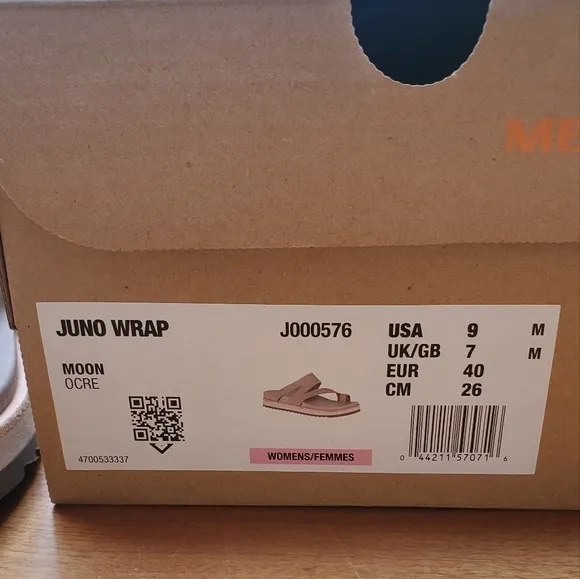 ME
JUNO WRAP
J000576
MOON
OCRE
4700533337
WOMENS/FEMMES
USA 9 M
UK/GB 7 M
EUR 40
CM 26
0 44211 57071 6